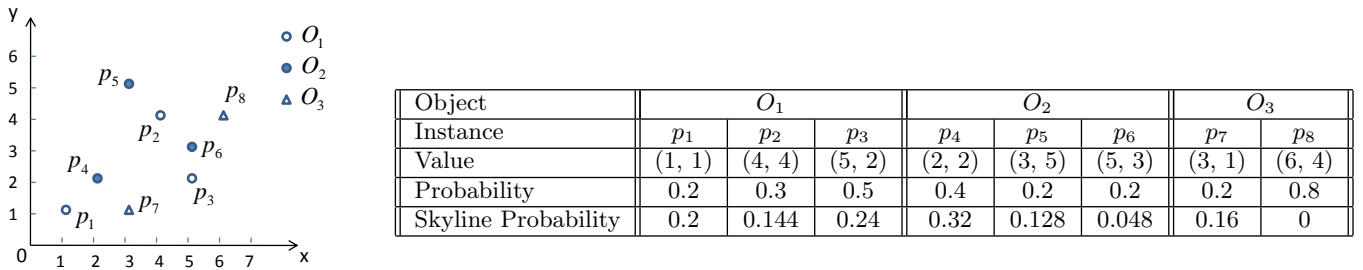 y
6
5
4
3
2
1
0
1 2 3 4 5 6 7
x
p₅
p₈
p₂
p₆
p₄
p₃
p₇
p₁
O₁
O₂
O₃
Object O₁ O₂ O₃
Instance p₁ p₂ p₃ p₄ p₅ p₆ p₇ p₈
Value (1, 1) (4, 4) (5, 2) (2, 2) (3, 5) (5, 3) (3, 1) (6, 4)
Probability 0.2 0.3 0.5 0.4 0.2 0.2 0.2 0.8
Skyline Probability 0.2 0.144 0.24 0.32 0.128 0.048 0.16 0